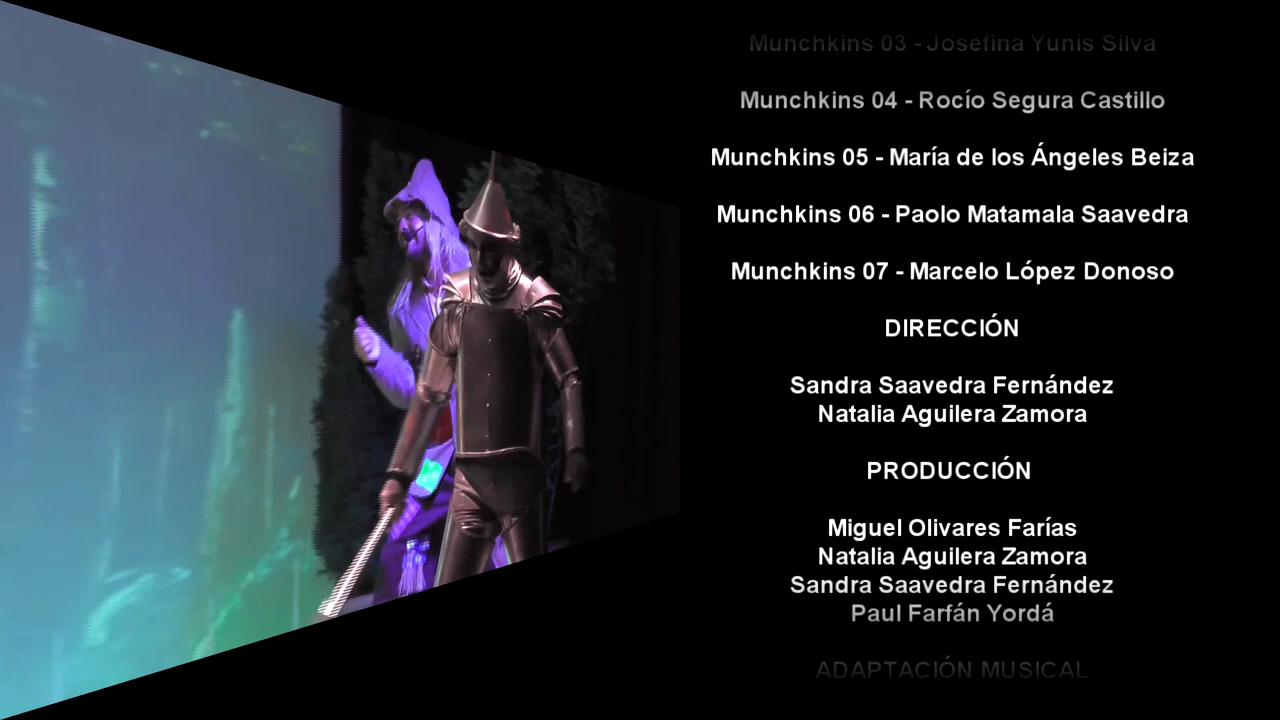 Munchkins 03 - Josefina Yunis Silva
Munchkins 04 - Rocío Segura Castillo
Munchkins 05 - María de los Ángeles Beiza
Munchkins 06 - Paolo Matamala Saavedra
Munchkins 07 - Marcelo López Donoso
DIRECCIÓN
Sandra Saavedra Fernández
Natalia Aguilera Zamora
PRODUCCIÓN
Miguel Olivares Farías
Natalia Aguilera Zamora
Sandra Saavedra Fernández
Paul Farfán Yordá
ADAPTACIÓN MUSICAL